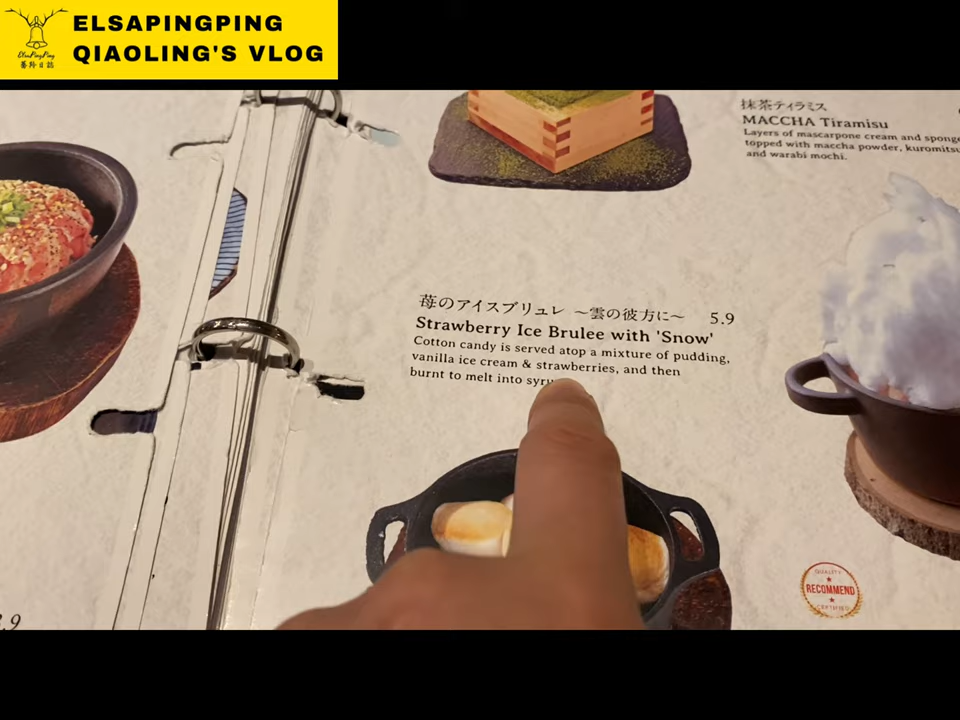 ELSAPINGPING
QIAOLING'S VLOG
ElsaPingPing
抹茶ティラミス
MACCHA Tiramisu
Layers of mascarpone cream and sponge
topped with maccha powder, kuromitsu
and warabi mochi.
苺のアイスブリュレ ～雲の彼方に～ 5.9
Strawberry Ice Brulee with 'Snow'
Cotton candy is served atop a mixture of pudding,
vanilla ice cream & strawberries, and then
burnt to melt into
QUALITY
RECOMMEND
CERTIFIED